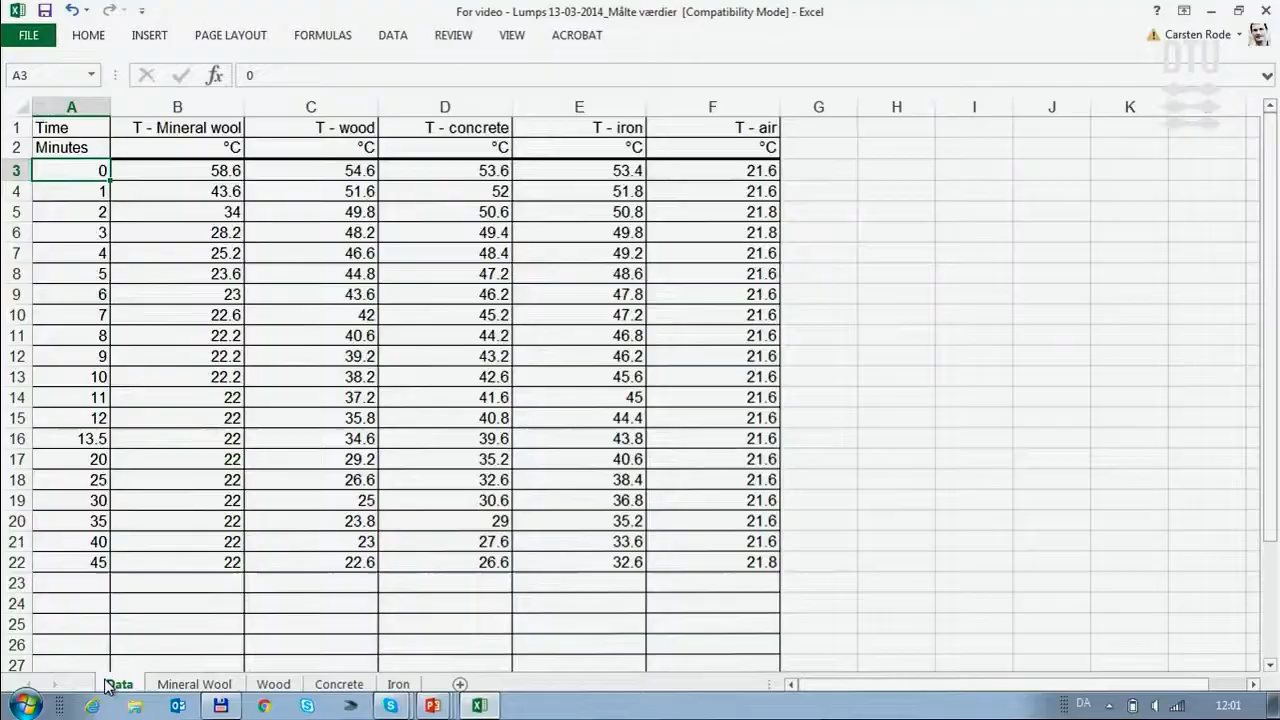 For video - Lumps 13-03-2014_Målte værdier [Compatibility Mode] - Excel
FILE HOME INSERT PAGE LAYOUT FORMULAS DATA REVIEW VIEW ACROBAT Carsten Rode
DTU
A3 fx 0
A B C D E F G H I J K
1 Time T - Mineral wool T - wood T - concrete T - iron T - air
2 Minutes °C °C °C °C °C
3 0 58.6 54.6 53.6 53.4 21.6
4 1 43.6 51.6 52 51.8 21.6
5 2 34 49.8 50.6 50.8 21.8
6 3 28.2 48.2 49.4 49.8 21.8
7 4 25.2 46.6 48.4 49.2 21.6
8 5 23.6 44.8 47.2 48.6 21.6
9 6 23 43.6 46.2 47.8 21.6
10 7 22.6 42 45.2 47.2 21.6
11 8 22.2 40.6 44.2 46.8 21.6
12 9 22.2 39.2 43.2 46.2 21.6
13 10 22.2 38.2 42.6 45.6 21.6
14 11 22 37.2 41.6 45 21.6
15 12 22 35.8 40.8 44.4 21.6
16 13.5 22 34.6 39.6 43.8 21.6
17 20 22 29.2 35.2 40.6 21.6
18 25 22 26.6 32.6 38.4 21.6
19 30 22 25 30.6 36.8 21.6
20 35 22 23.8 29 35.2 21.6
21 40 22 23 27.6 33.6 21.6
22 45 22 22.6 26.6 32.6 21.8
23
24
25
26
27
Data Mineral Wool Wood Concrete Iron
DA 12:01